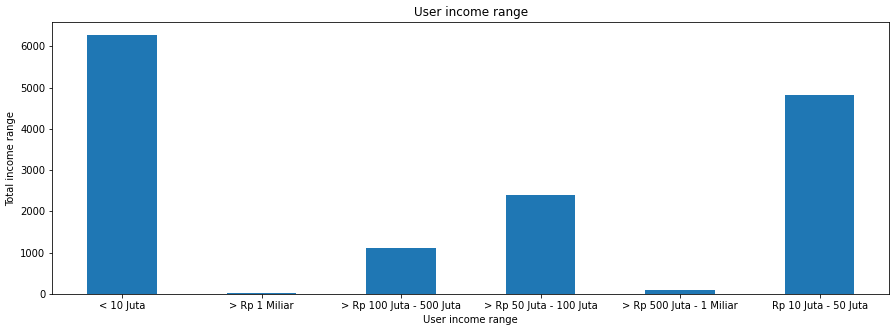 User income range
Total income range
6000
5000
4000
3000
2000
1000
0
< 10 Juta
> Rp 1 Miliar
> Rp 100 Juta - 500 Juta
> Rp 50 Juta - 100 Juta
> Rp 500 Juta - 1 Miliar
Rp 10 Juta - 50 Juta
User income range